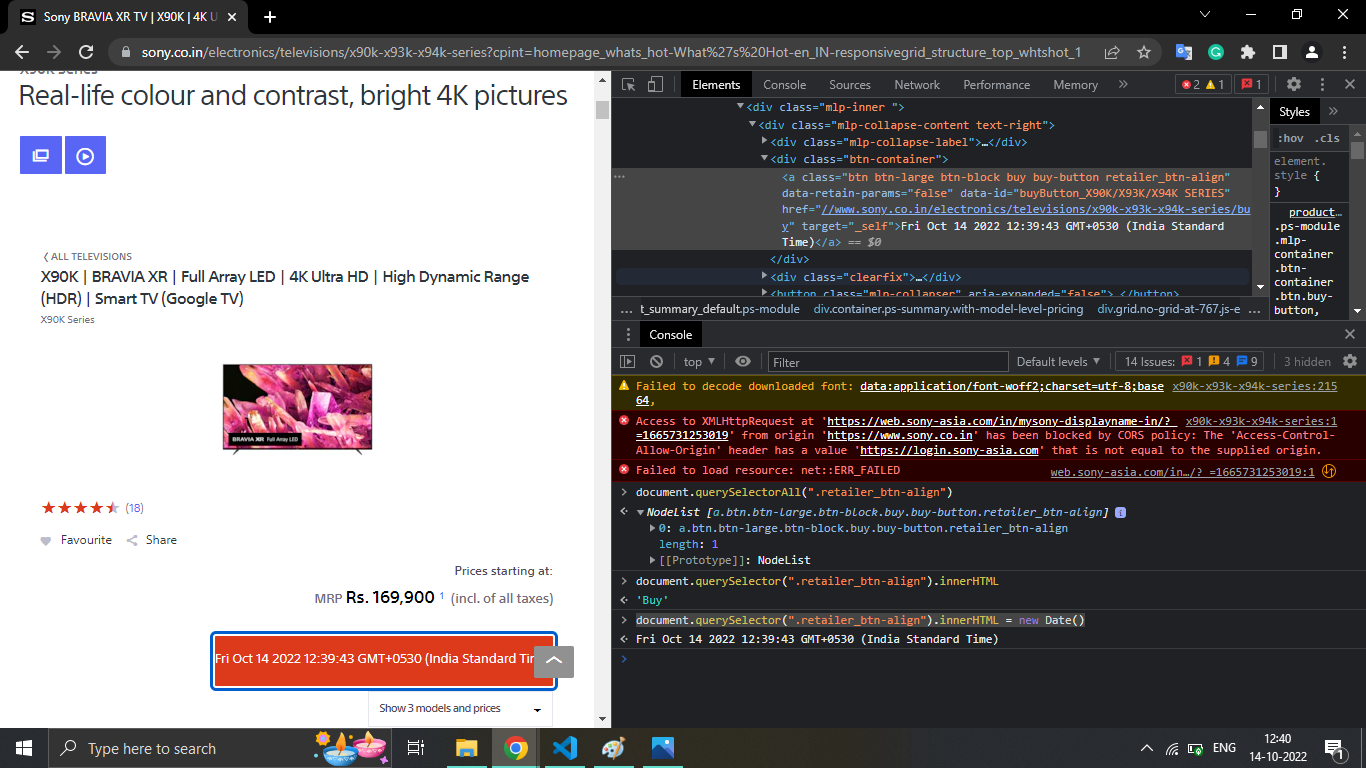 Sony BRAVIA XR TV | X90K | 4K U
sony.co.in/electronics/televisions/x90k-x93k-x94k-series?cpint=homepage_whats_hot-What%27s%20Hot-en_IN-responsivegrid_structure_top_whtshot_1
X90K Series
Real-life colour and contrast, bright 4K pictures
ALL TELEVISIONS
X90K | BRAVIA XR | Full Array LED | 4K Ultra HD | High Dynamic Range
(HDR) | Smart TV (Google TV)
X90K Series
BRAVIA XR Full Array LED
(18)
Favourite Share
Prices starting at:
MRP Rs. 169,900 1 (incl. of all taxes)
Fri Oct 14 2022 12:39:43 GMT+0530 (India Standard Tir
Show 3 models and prices
Elements Console Sources Network Performance Memory » 2 1 1
<div class="mlp-inner ">
<div class="mlp-collapse-content text-right">
<div class="mlp-collapse-label">…</div>
<div class="btn-container">
<a class="btn btn-large btn-block buy buy-button retailer_btn-align"
data-retain-params="false" data-id="buyButton_X90K/X93K/X94K SERIES"
href="//www.sony.co.in/electronics/televisions/x90k-x93k-x94k-series/bu
y" target="_self">Fri Oct 14 2022 12:39:43 GMT+0530 (India Standard
Time)</a> == $0
</div>
<div class="clearfix">…</div>
<button class="mlp-collapser" aria-expanded="false"> </button>
... t_summary_default.ps-module div.container.ps-summary.with-model-level-pricing div.grid.no-grid-at-767.js-e ...
Styles »
:hov .cls
element.
style {
}
product…
.ps-module
.mlp-
container
.btn-
container
.btn.buy-
button,
Console
top Filter Default levels 14 Issues: 1 4 9 3 hidden
Failed to decode downloaded font: data:application/font-woff2;charset=utf-8;base x90k-x93k-x94k-series:215
64,
Access to XMLHttpRequest at 'https://web.sony-asia.com/in/mysony-displayname-in/?_ x90k-x93k-x94k-series:1
=1665731253019' from origin 'https://www.sony.co.in' has been blocked by CORS policy: The 'Access-Control-
Allow-Origin' header has a value 'https://login.sony-asia.com' that is not equal to the supplied origin.
Failed to load resource: net::ERR_FAILED web.sony-asia.com/in…/?_=1665731253019:1
document.querySelectorAll(".retailer_btn-align")
NodeList [a.btn.btn-large.btn-block.buy.buy-button.retailer_btn-align] i
0: a.btn.btn-large.btn-block.buy.buy-button.retailer_btn-align
length: 1
[[Prototype]]: NodeList
document.querySelector(".retailer_btn-align").innerHTML
'Buy'
document.querySelector(".retailer_btn-align").innerHTML = new Date()
Fri Oct 14 2022 12:39:43 GMT+0530 (India Standard Time)
Type here to search
ENG
12:40
14-10-2022
1